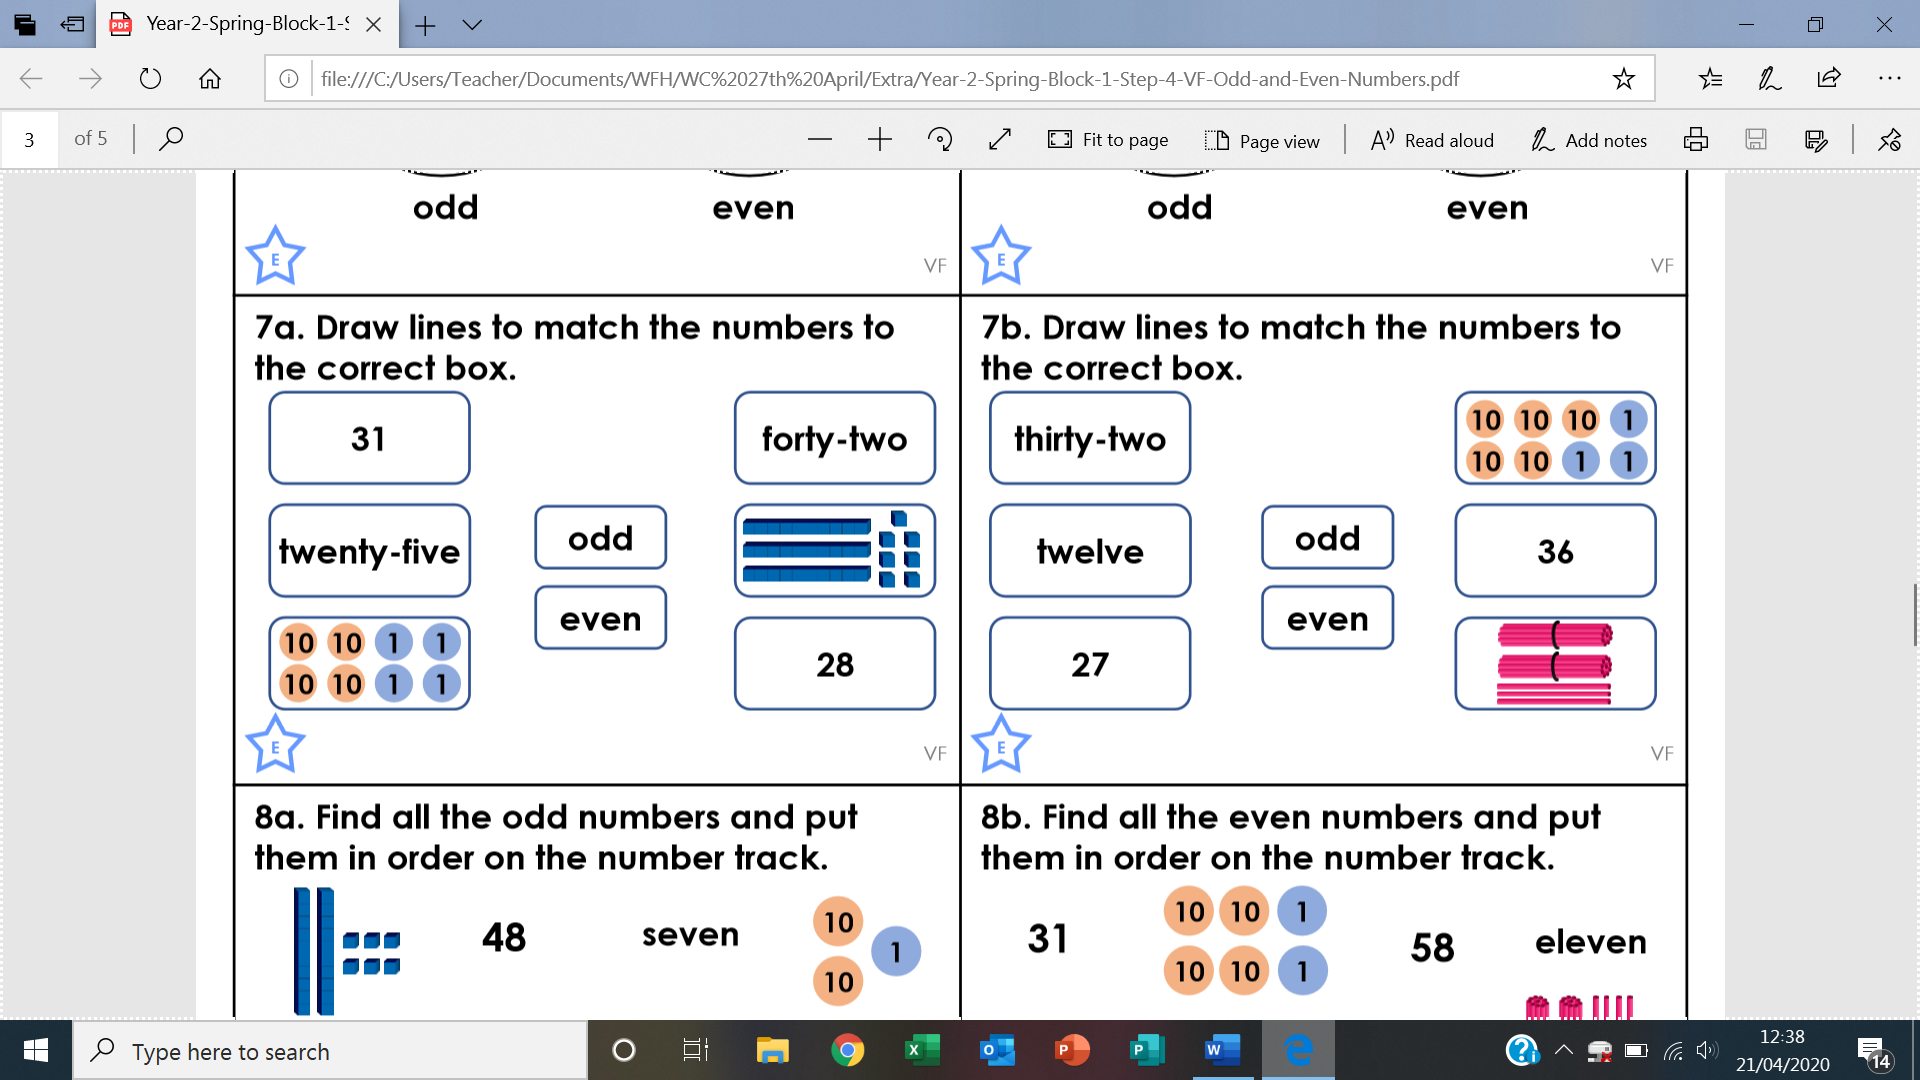 Year-2-Spring-Block-1-S
file:///C:/Users/Teacher/Documents/WFH/WC%2027th%20April/Extra/Year-2-Spring-Block-1-Step-4-VF-Odd-and-Even-Numbers.pdf
3 of 5
Fit to page
Page view
Read aloud
Add notes
odd even
E
VF
odd even
E
VF
7a. Draw lines to match the numbers to
the correct box.
31
forty-two
twenty-five
odd
even
10 10 1 1
10 10 1 1
28
E
VF
7b. Draw lines to match the numbers to
the correct box.
thirty-two
10 10 10 1
10 10 1 1
twelve
odd
36
even
27
E
VF
8a. Find all the odd numbers and put
them in order on the number track.
48
seven
10
1
10
8b. Find all the even numbers and put
them in order on the number track.
31
10 10 1
10 10 1
58
eleven
Type here to search
12:38
21/04/2020
14